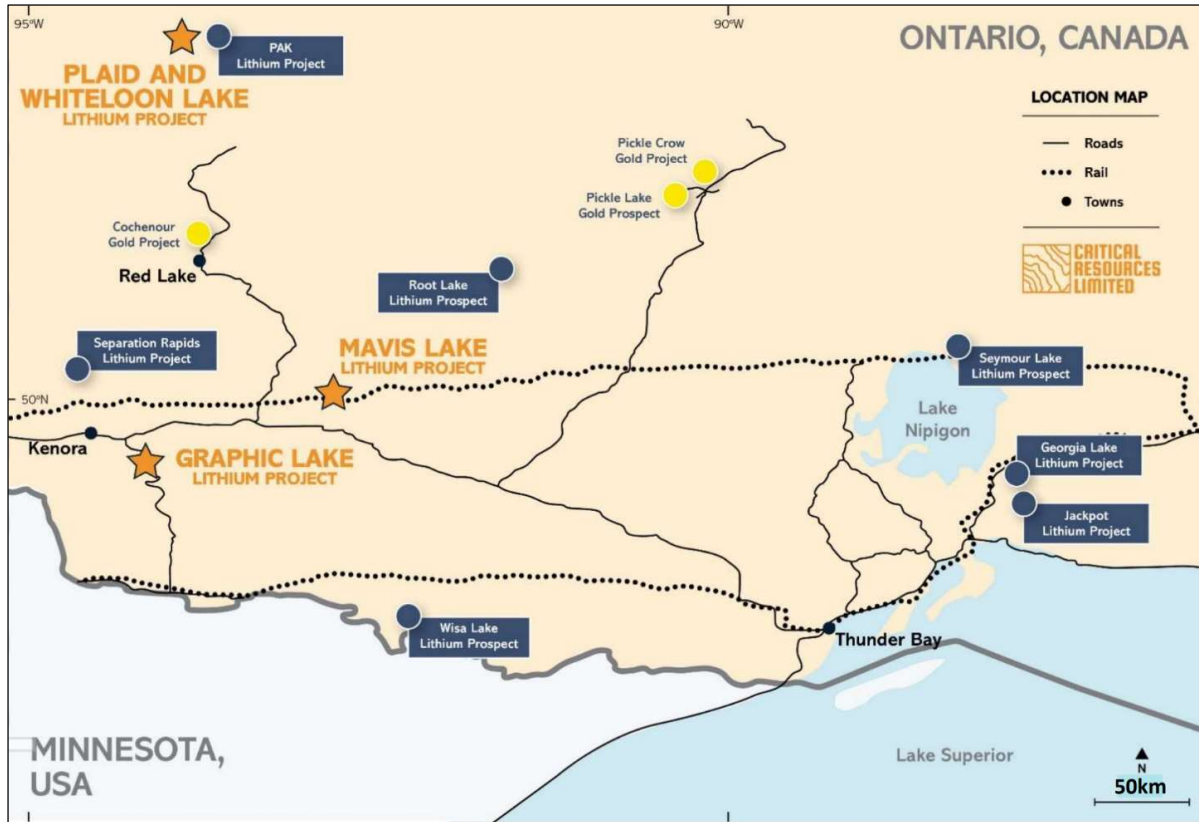 95°W
90°W
ONTARIO, CANADA
PAK
Lithium Project
PLAID AND
WHITELOON LAKE
LITHIUM PROJECT
LOCATION MAP
Roads
Rail
Towns
CRITICAL
RESOURCES
LIMITED
Pickle Crow
Gold Project
Pickle Lake
Gold Prospect
Cochenour
Gold Project
Red Lake
Root Lake
Lithium Prospect
Separation Rapids
Lithium Project
MAVIS LAKE
LITHIUM PROJECT
Seymour Lake
Lithium Prospect
50°N
Lake
Nipigon
Kenora
GRAPHIC LAKE
LITHIUM PROJECT
Georgia Lake
Lithium Project
Jackpot
Lithium Project
Wisa Lake
Lithium Prospect
Thunder Bay
MINNESOTA,
USA
Lake Superior
N
50km